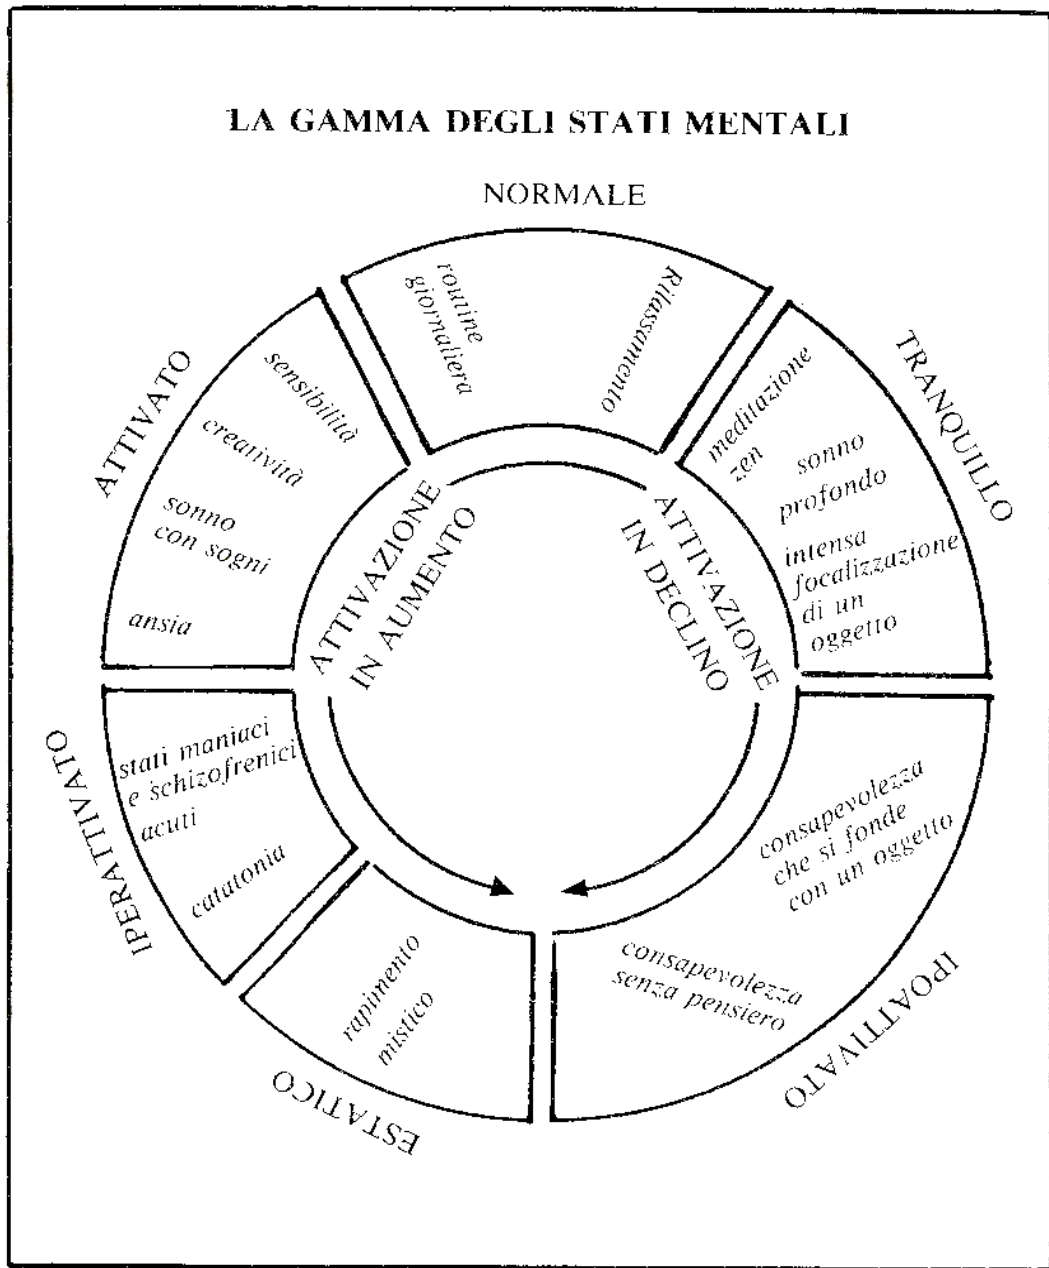 LA GAMMA DEGLI STATI MENTALI
NORMALE
routine
giornaliera
Rilassamento
TRANQUILLO
meditazione
zen
sonno
profondo
intensa
focalizzazione
di un
oggetto
IPOATTIVATO
consapevolezza
che si fonde
con un oggetto
consapevolezza
senza pensiero
ATTIVATO
sensibilità
creatività
sonno
con sogni
ansia
IPERATTIVATO
stati maniaci
e schizofrenici
acuti
catatonia
ESTATICO
rapimento
mistico
ATTIVAZIONE
IN AUMENTO
ATTIVAZIONE
IN DECLINO